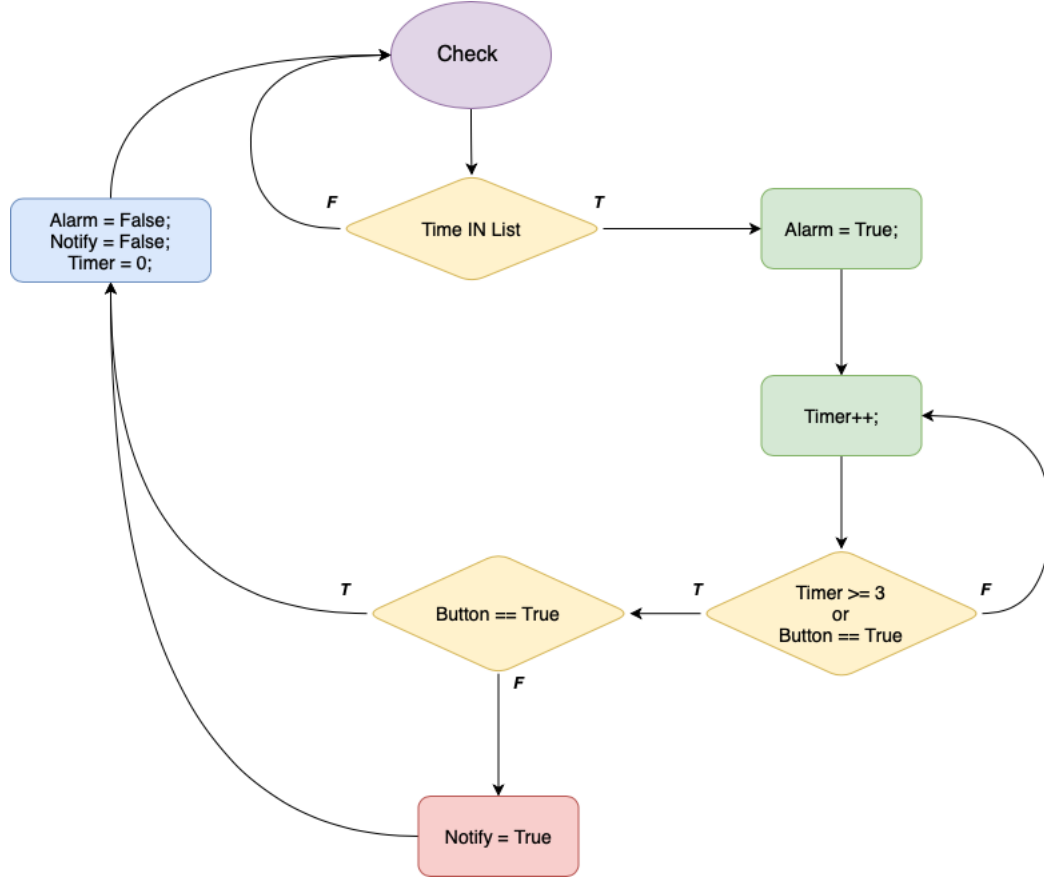 Check
F
Time IN List
T
Alarm = True;
Alarm = False;
Notify = False;
Timer = 0;
Timer++;
T
Button == True
T
Timer >= 3
or
Button == True
F
F
Notify = True